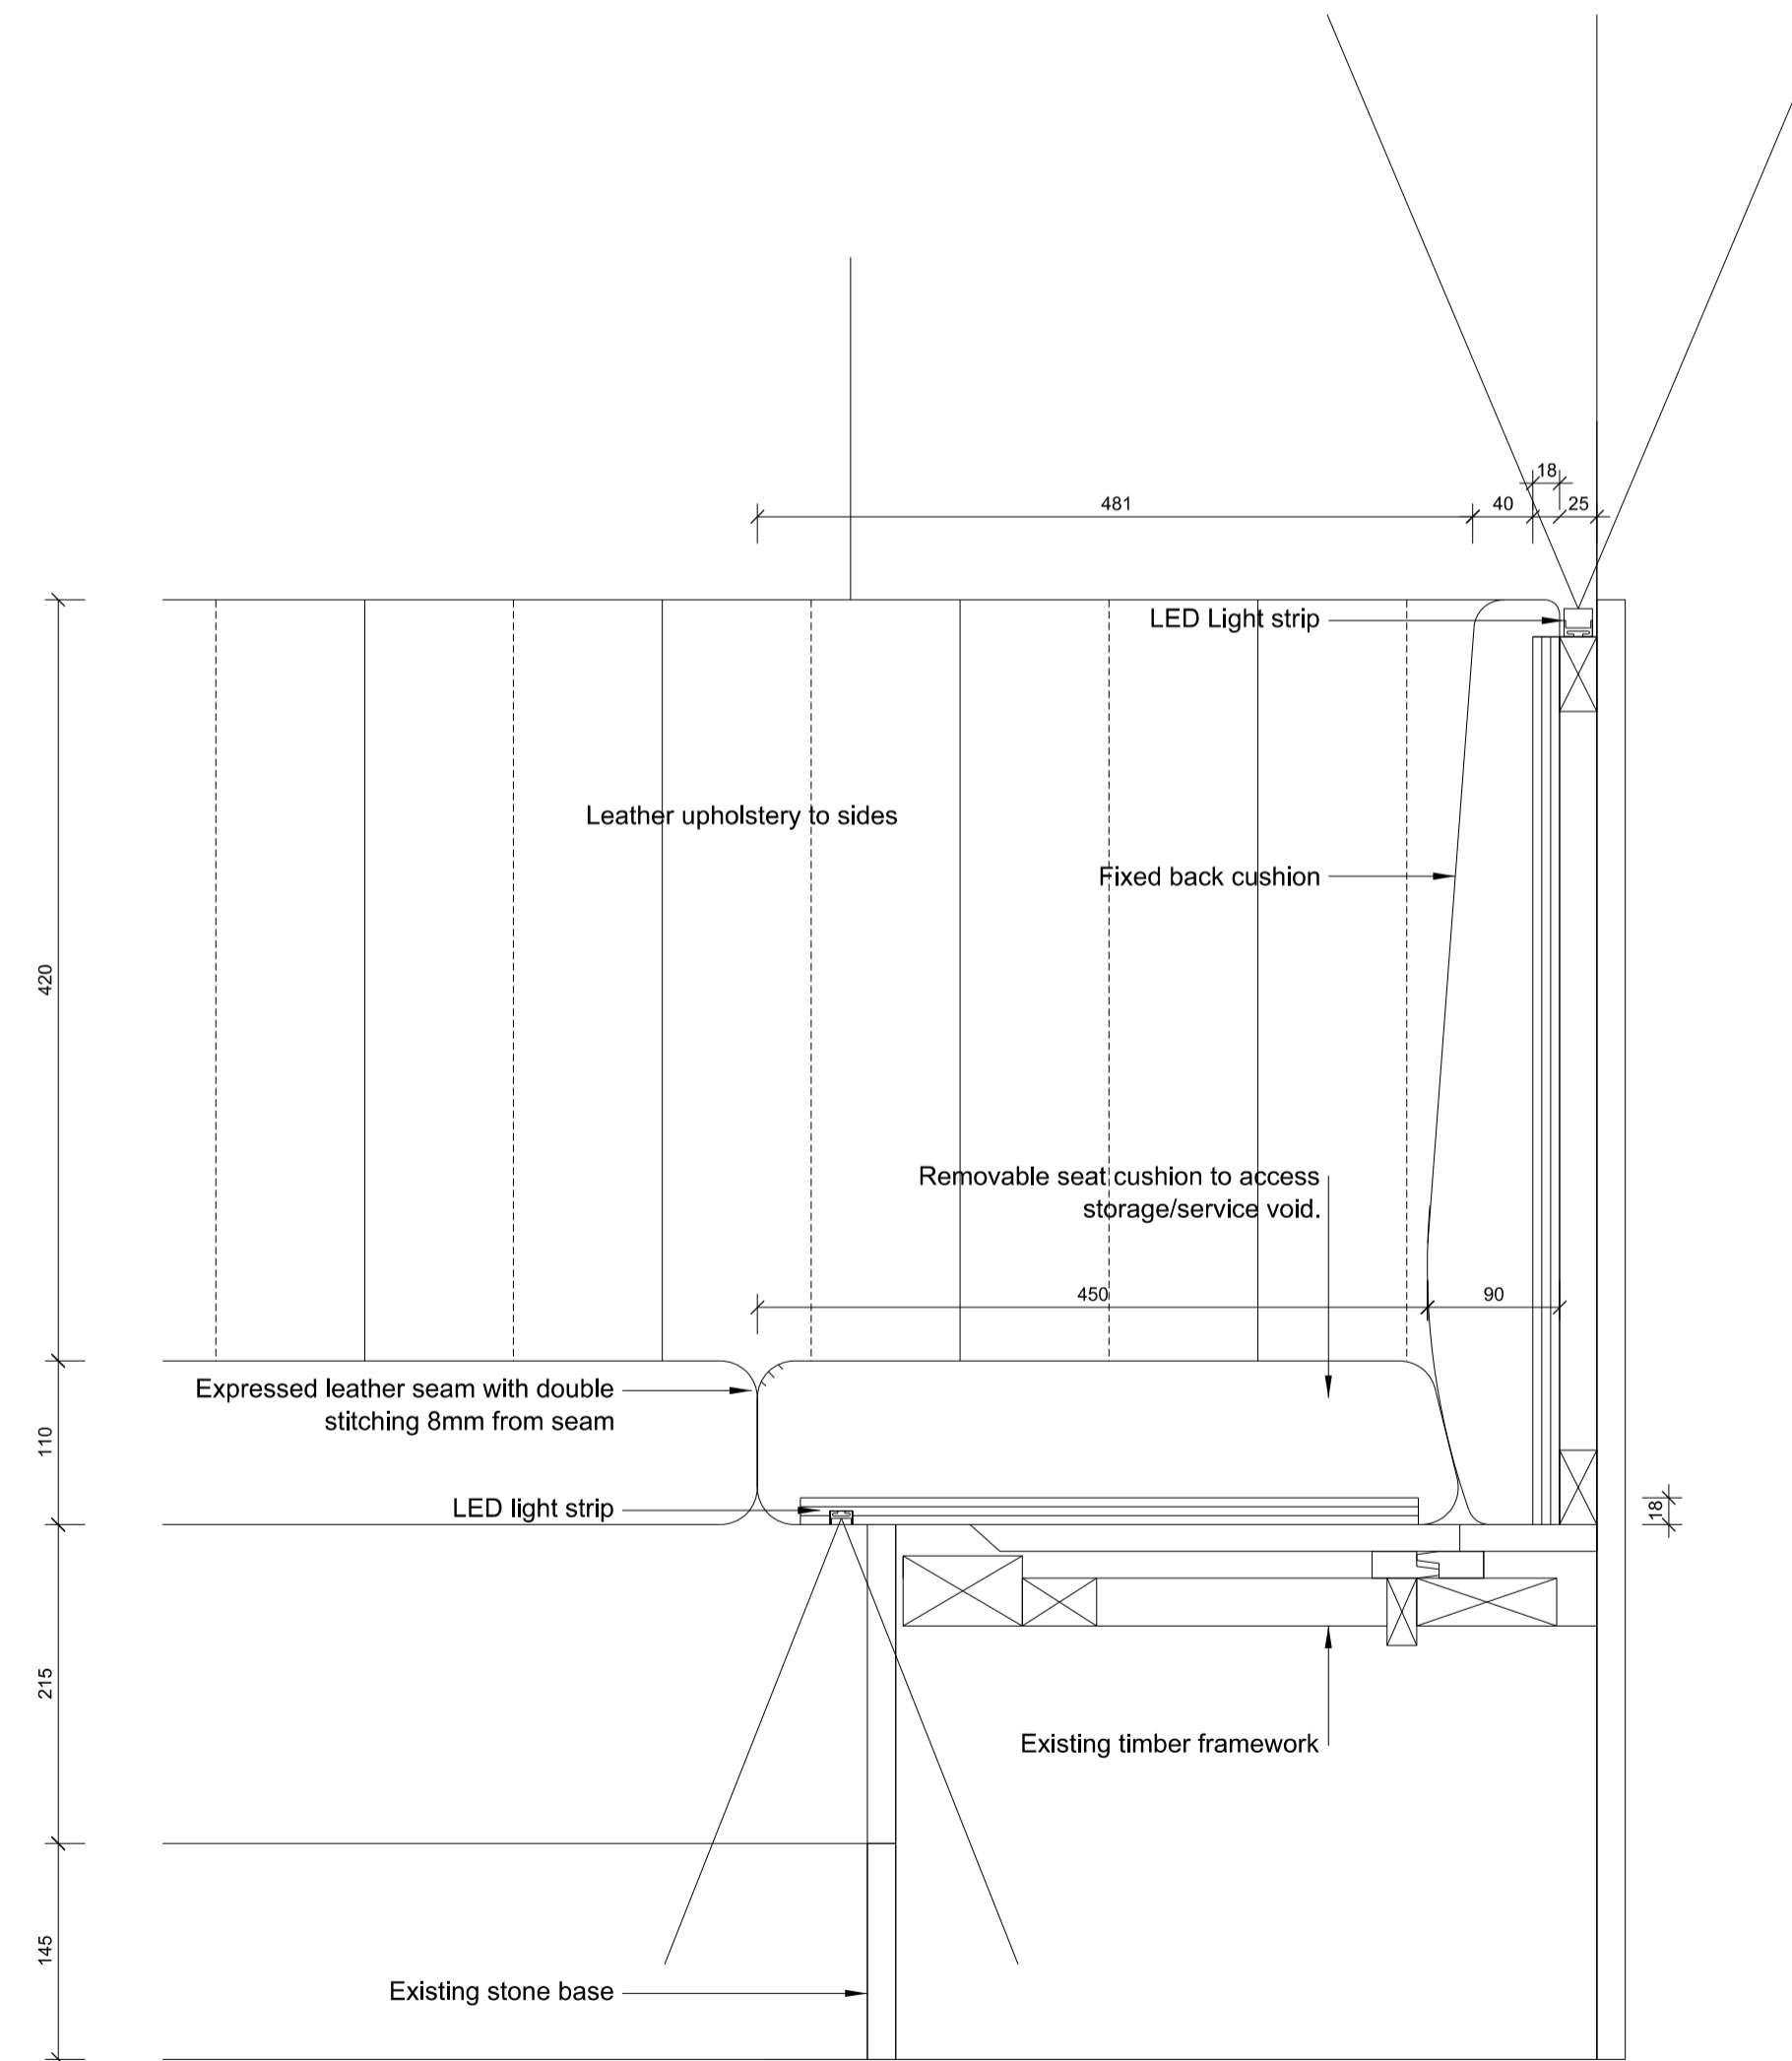 18
481
40
25
LED Light strip
Leather upholstery to sides
Fixed back cushion
420
Removable seat cushion to access
storage/service void.
450
90
Expressed leather seam with double
stitching 8mm from seam
110
LED light strip
18
215
Existing timber framework
145
Existing stone base